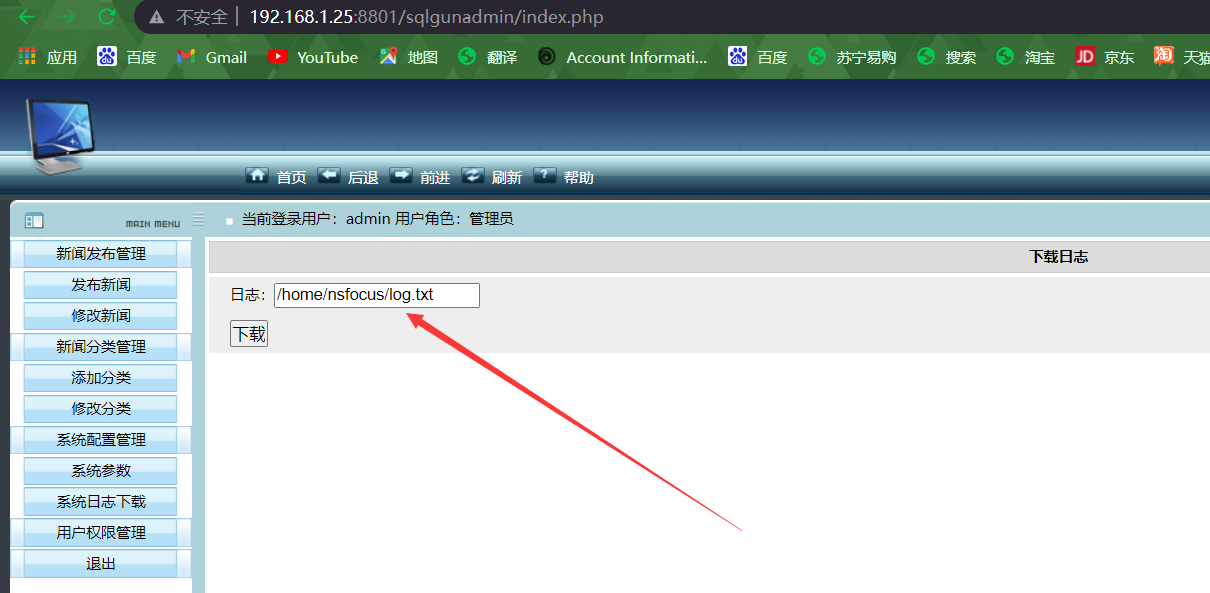 不安全 192.168.1.25:8801/sqlgunadmin/index.php
应用 百度 Gmail YouTube 地图 翻译 Account Informati... 百度 苏宁易购 搜索 淘宝 JD 京东 淘 天猫
首页 后退 前进 刷新 ? 帮助
MAIN MENU 当前登录用户：admin 用户角色：管理员
新闻发布管理 下载日志
发布新闻 日志：/home/nsfocus/log.txt
修改新闻 下载
新闻分类管理
添加分类
修改分类
系统配置管理
系统参数
系统日志下载
用户权限管理
退出